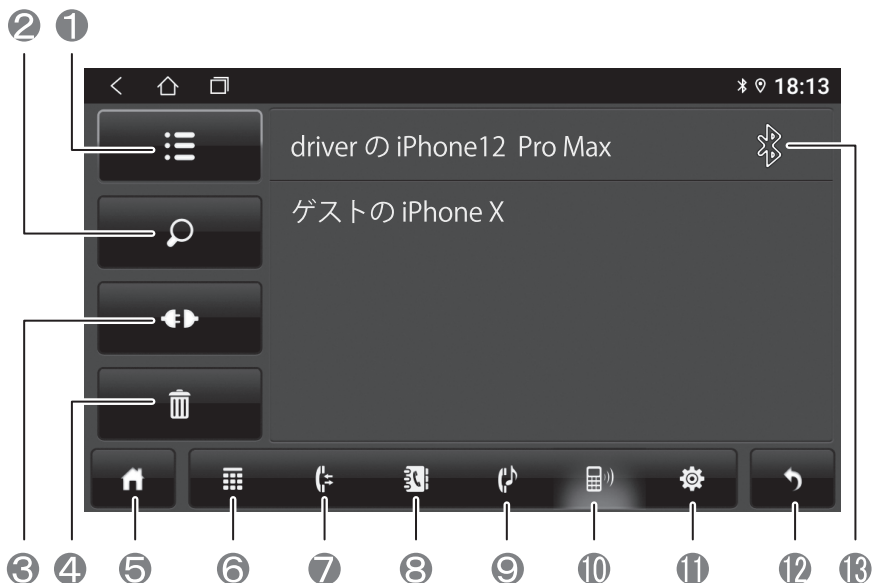 ❷ ❶
18:13
driver の iPhone12 Pro Max
ゲストの iPhone X
❸ ❹ ❺ ❻ ❼ ❽ ❾ ❿ ⓫ ⓬ ⓭